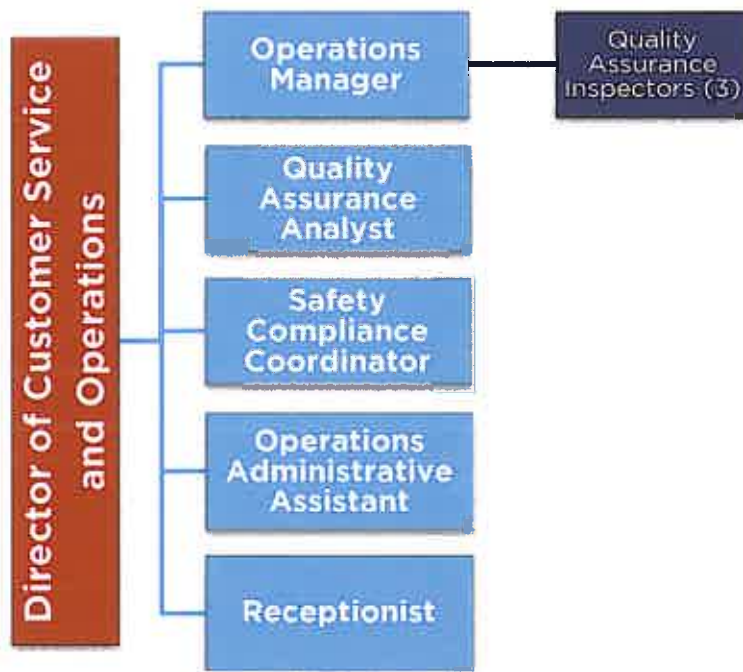 Director of Customer Service
and Operations
Operations
Manager
Quality
Assurance
Inspectors (3)
Quality
Assurance
Analyst
Safety
Compliance
Coordinator
Operations
Administrative
Assistant
Receptionist